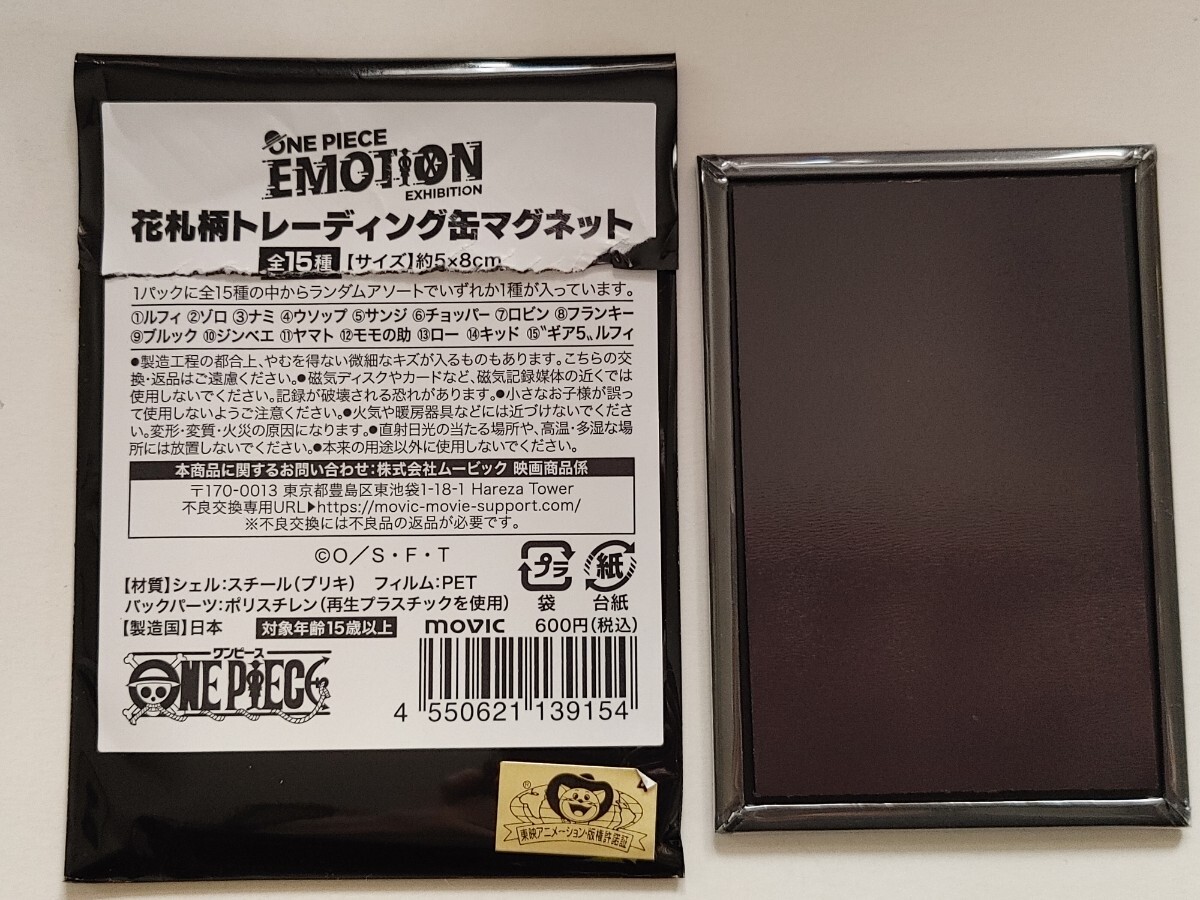 ONE PIECE
EMOTION
EXHIBITION
花札柄トレーディング缶マグネット
全15種【サイズ】約5×8cm
1パックに全15種の中からランダムアソートでいずれか1種が入っています。
①ルフィ ②ゾロ ③ナミ ④ウソップ ⑤サンジ ⑥チョッパー ⑦ロビン ⑧フランキー
⑨ブルック ⑩ジンベエ ⑪ヤマト ⑫モモの助 ⑬ロー ⑭キッド ⑮〝ギア5〟ルフィ
●製造工程の都合上、やむを得ない微細なキズが入るものもあります。こちらの交
換・返品はご遠慮ください。●磁気ディスクやカードなど、磁気記録媒体の近くでは
使用しないでください。記録が破壊される恐れがあります。●小さなお子様が誤っ
て使用しないようご注意ください。●火気や暖房器具などには近づけないでくださ
い。変形・変質・火災の原因になります。●直射日光の当たる場所や、高温・多湿な場
所には放置しないでください。●本来の用途以外に使用しないでください。
本商品に関するお問い合わせ：株式会社ムービック 映画商品係
〒170-0013 東京都豊島区東池袋1-18-1 Hareza Tower
不良交換専用URL▶https://movic-movie-support.com/
※不良交換には不良品の返品が必要です。
©O／S・F・T
プラ 紙
袋 台紙
【材質】シェル：スチール（ブリキ） フィルム：PET
バックパーツ：ポリスチレン（再生プラスチックを使用）
【製造国】日本 対象年齢15歳以上 movic 600円（税込）
ワンピース
ONE PIECE
4 550621 139154
®
東映アニメーション・版権許諾証